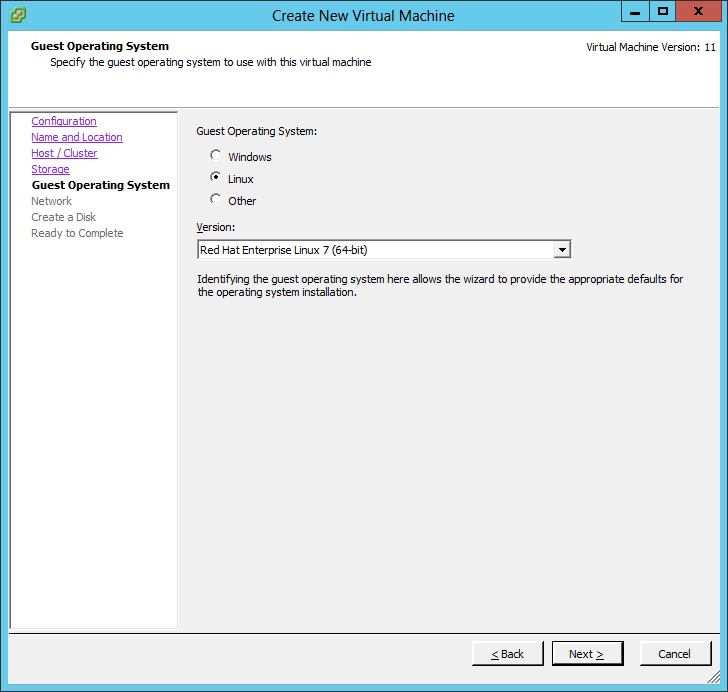 Create New Virtual Machine
Guest Operating System
Specify the guest operating system to use with this virtual machine
Virtual Machine Version: 11
Configuration
Name and Location
Host / Cluster
Storage
Guest Operating System
Network
Create a Disk
Ready to Complete
Guest Operating System:
Windows
Linux
Other
Version:
Red Hat Enterprise Linux 7 (64-bit)
Identifying the guest operating system here allows the wizard to provide the appropriate defaults for
the operating system installation.
< Back
Next >
Cancel